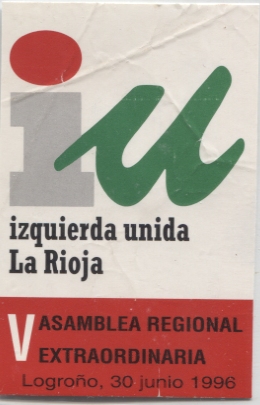 iu
izquierda unida
La Rioja
V ASAMBLEA REGIONAL
EXTRAORDINARIA
Logroño, 30 junio 1996